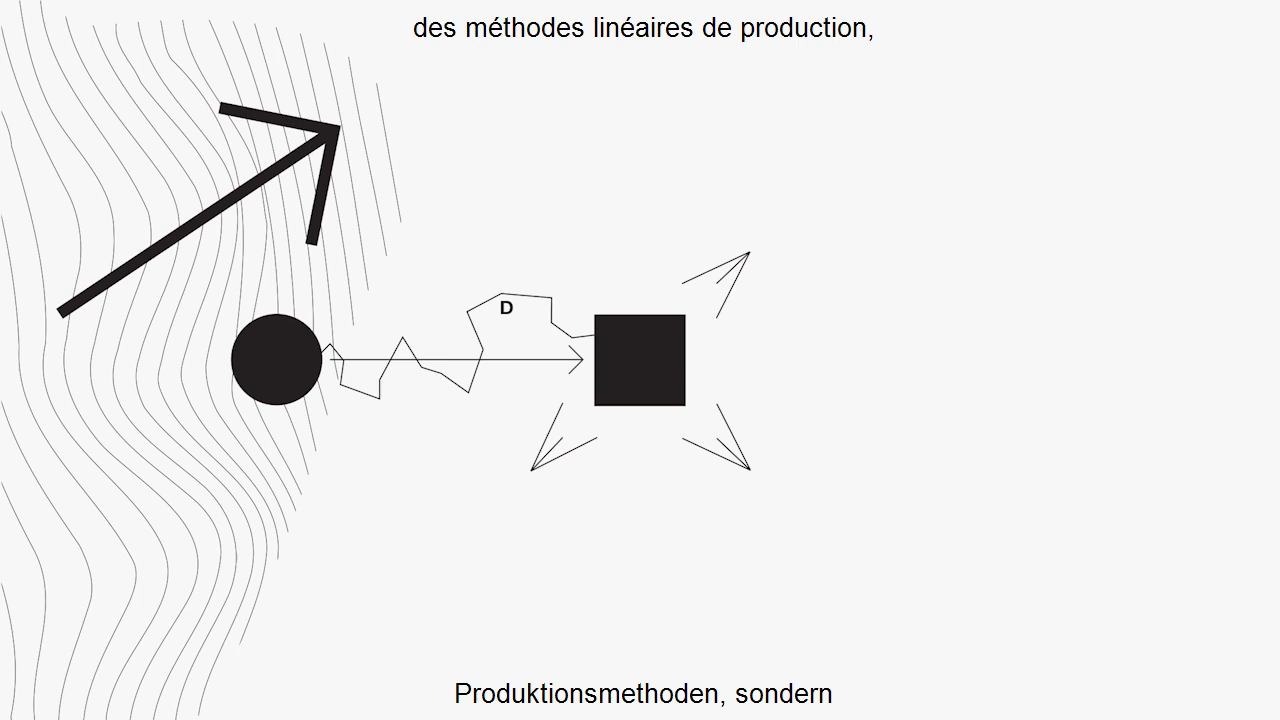 des méthodes linéaires de production,
D
Produktionsmethoden, sondern